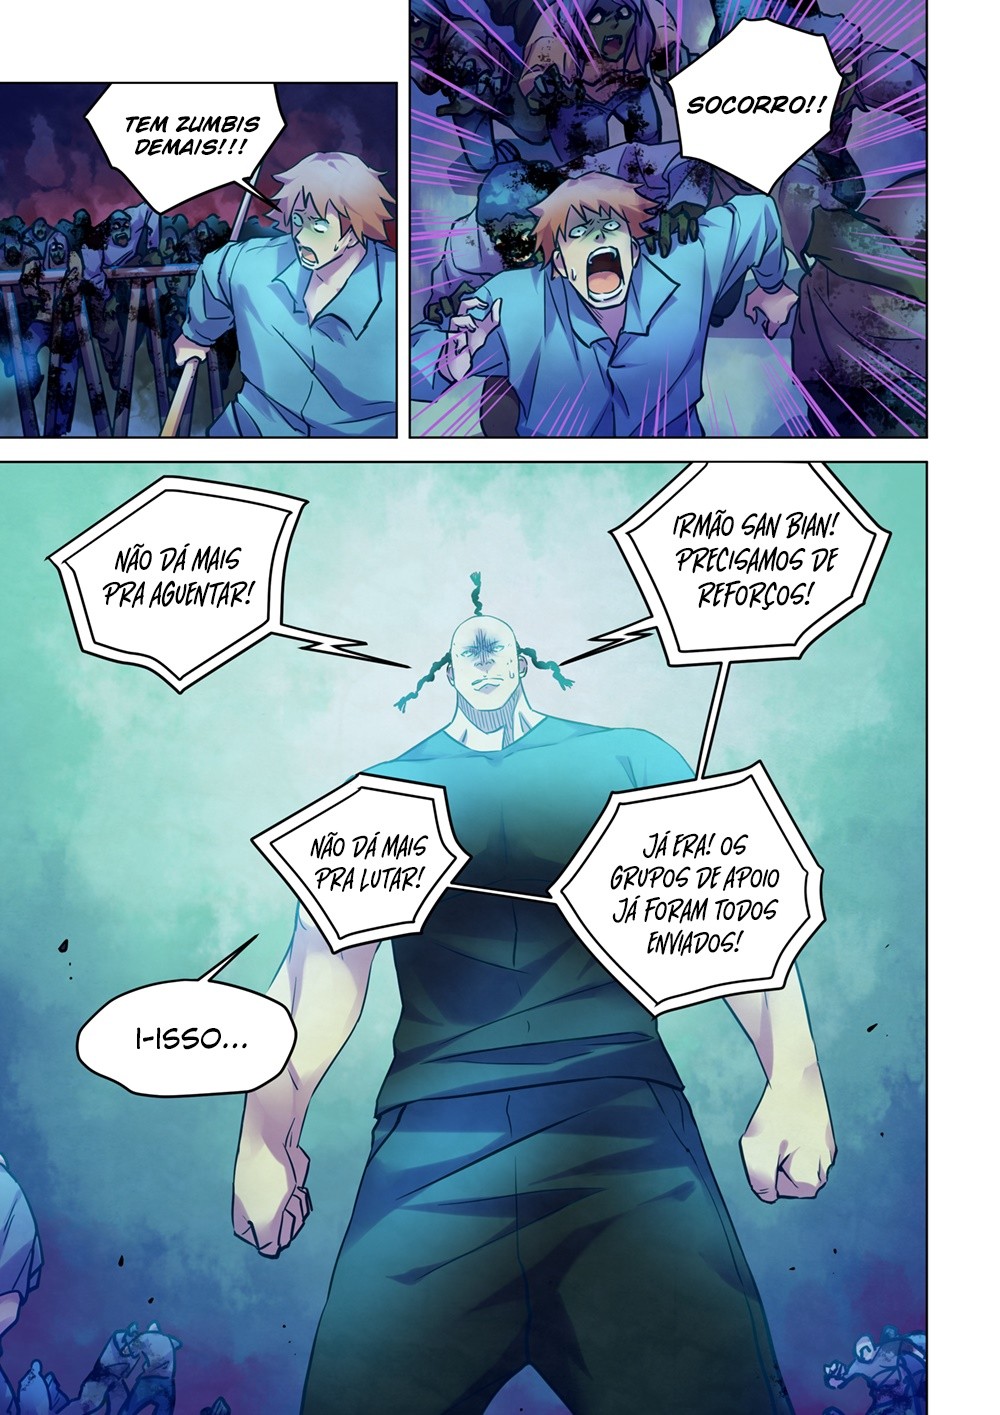 SOCORRO!!
TEM ZUMBIS
DEMAIS!!!
IRMÃO SAN BIAN!
PRECISAMOS DE
REFORÇOS!
NÃO DÁ MAIS
PRA AGUENTAR!
JÁ ERA! OS
GRUPOS DE APOIO
JÁ FORAM TODOS
ENVIADOS!
NÃO DÁ MAIS
PRA LUTAR!
I-ISSO...